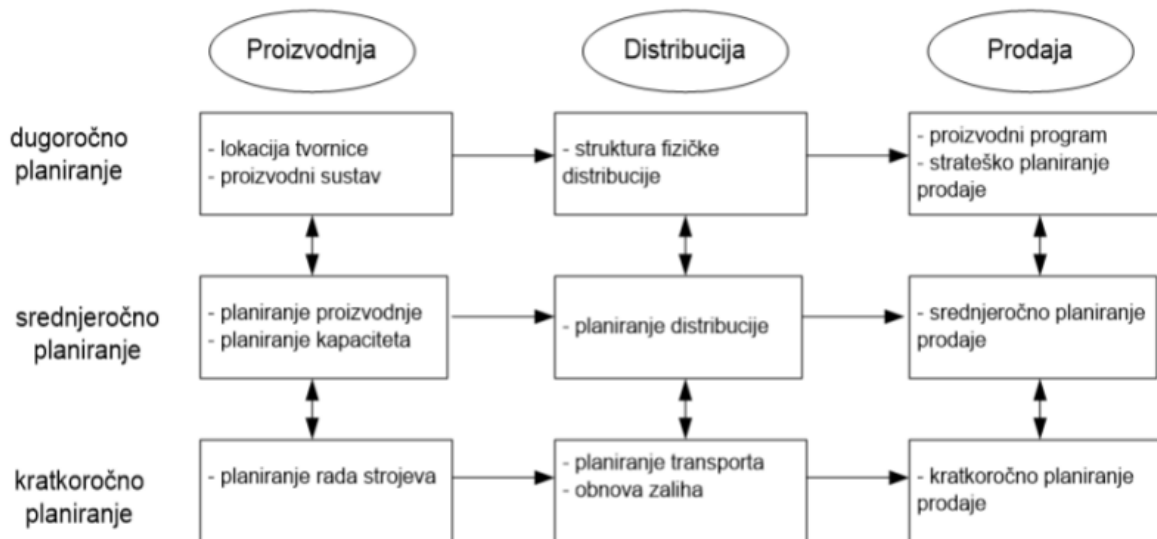 Proizvodnja
Distribucija
Prodaja
dugoročno
planiranje
- lokacija tvornice
- proizvodni sustav
- struktura fizičke
distribucije
- proizvodni program
- strateško planiranje
prodaje
srednjeročno
planiranje
- planiranje proizvodnje
- planiranje kapaciteta
- planiranje distribucije
- srednjeročno planiranje
prodaje
kratkoročno
planiranje
- planiranje rada strojeva
- planiranje transporta
- obnova zaliha
- kratkoročno planiranje
prodaje